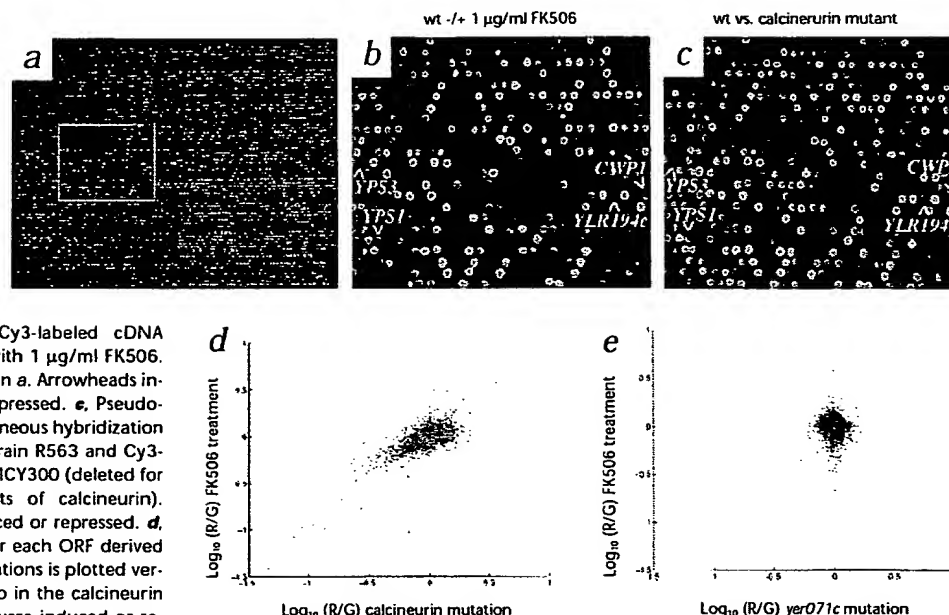 wt -/+ 1 µg/ml FK506
wt vs. calcinerurin mutant
a
b
c
CWP1
YPS3
YPS1
YLR194c
CWP
YPS3
YPS1
YLR194
Cy3-labeled cDNA
ith 1 µg/ml FK506.
n a. Arrowheads in-
pressed. c, Pseudo-
neous hybridization
rain R563 and Cy3-
ICY300 (deleted for
ts of calcineurin).
ced or repressed. d,
r each ORF derived
ations is plotted ver-
o in the calcineurin
d
Log10 (R/G) FK506 treatment
Log10 (R/G) calcineurin mutation
e
Log10 (R/G) FK506 treatment
Log10 (R/G) yer071c mutation